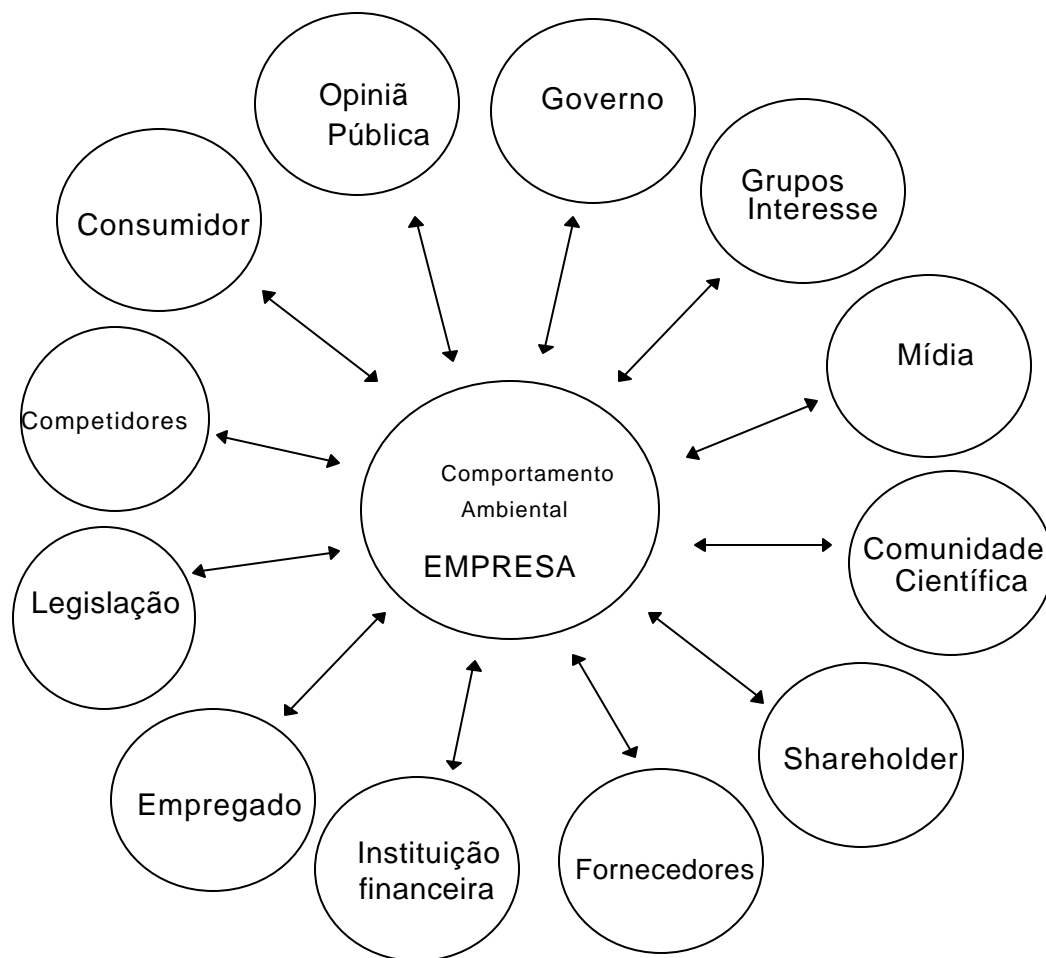 Opiniã
Pública
Governo
Grupos
Interesse
Consumidor
Mídia
Competidores
Comportamento
Ambiental
EMPRESA
Comunidade
Científica
Legislação
Shareholder
Empregado
Instituição
financeira
Fornecedores